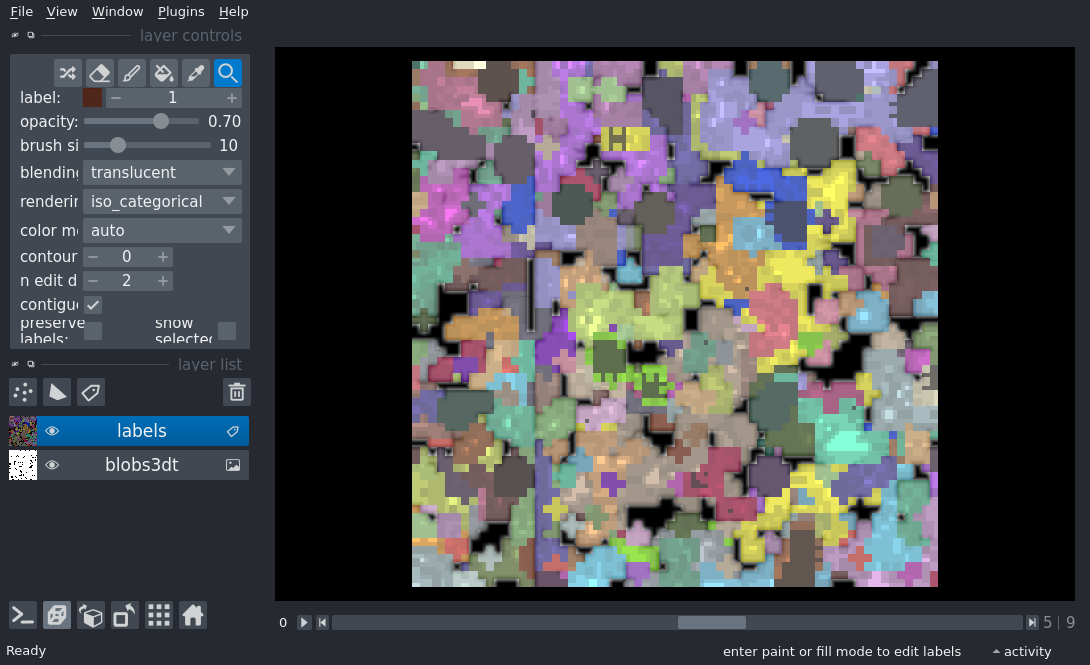 File View Window Plugins Help
layer controls
label: 1
opacity: 0.70
brush si 10
blending translucent
renderin iso_categorical
color m auto
contour 0
n edit d 2
contigu
preserve labels: show selected
layer list
labels
blobs3dt
0 5 | 9
Ready enter paint or fill mode to edit labels activity